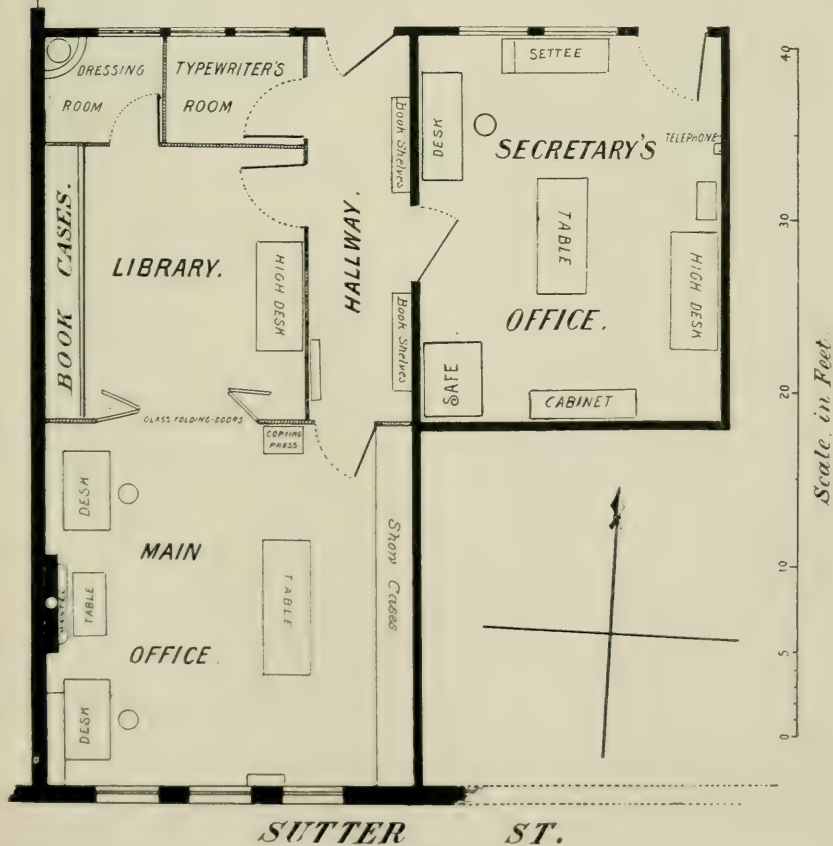 DRESSING
ROOM
TYPEWRITER'S
ROOM
SETTEE
DESK
Book Shelves
SECRETARY'S
OFFICE.
TELEPHONE
TABLE
HIGH DESK
BOOK CASES.
LIBRARY.
HIGH DESK
HALLWAY.
Book Shelves
SAFE
CABINET
GLASS FOLDING-DOORS
COPYING
PRESS
DESK
MAIN
OFFICE.
MANTEL
TABLE
TABLE
Show Cases
DESK
40
30
20
10
5
0
Scale in Feet
SUTTER ST.